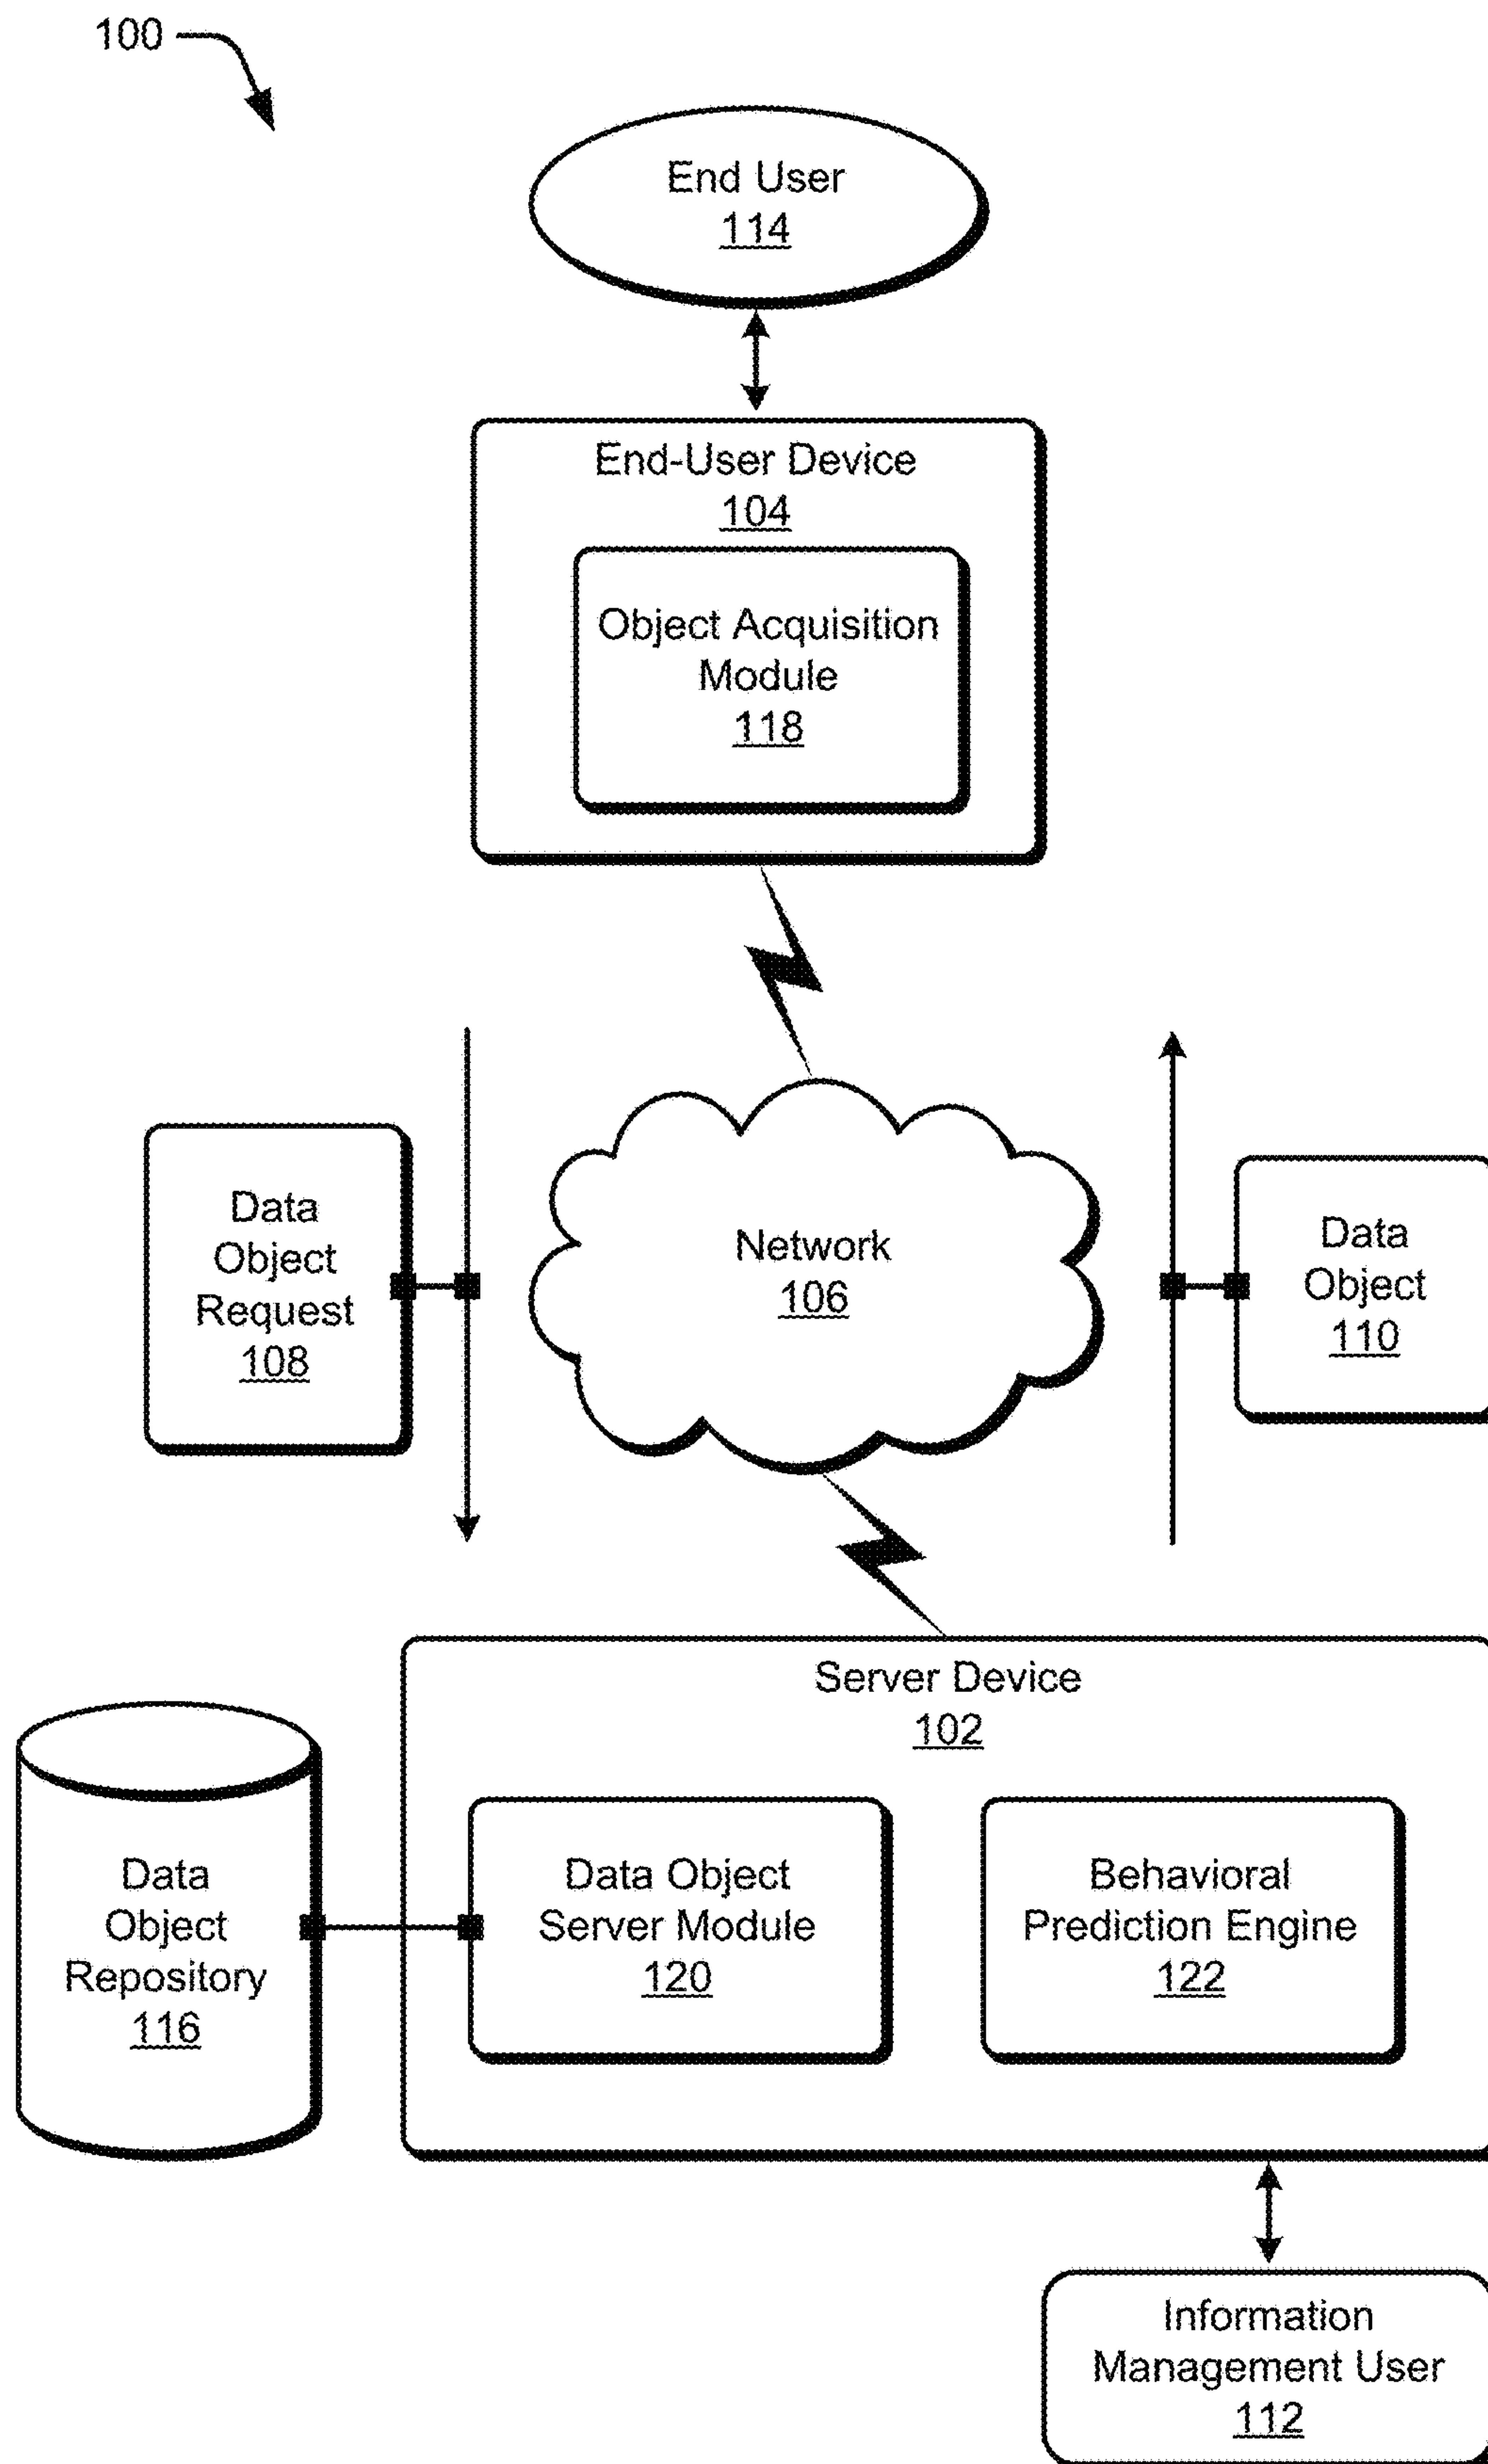 100
End User
114
End-User Device
104
Object Acquisition
Module
118
Data
Object
Request
108
Network
106
Data
Object
110
Server Device
102
Data
Object
Repository
116
Data Object
Server Module
120
Behavioral
Prediction Engine
122
Information
Management User
112